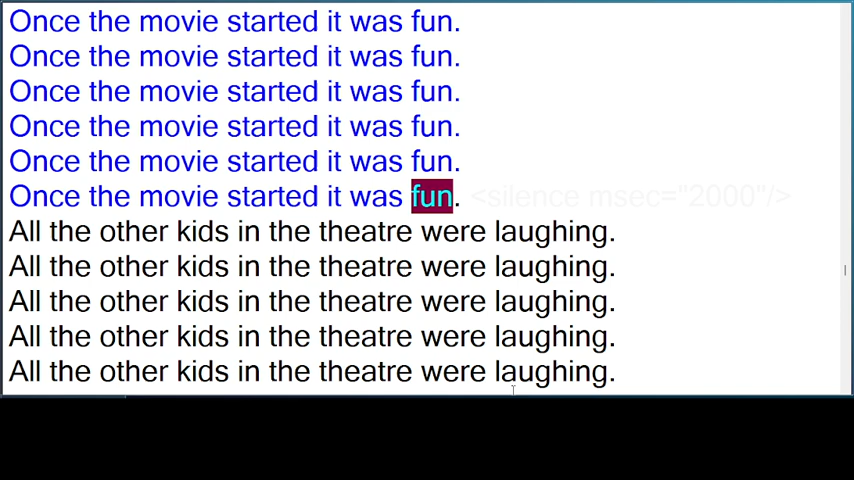 Once the movie started it was fun.
Once the movie started it was fun.
Once the movie started it was fun.
Once the movie started it was fun.
Once the movie started it was fun.
Once the movie started it was fun. <silence msec="2000"/>
All the other kids in the theatre were laughing.
All the other kids in the theatre were laughing.
All the other kids in the theatre were laughing.
All the other kids in the theatre were laughing.
All the other kids in the theatre were laughing.